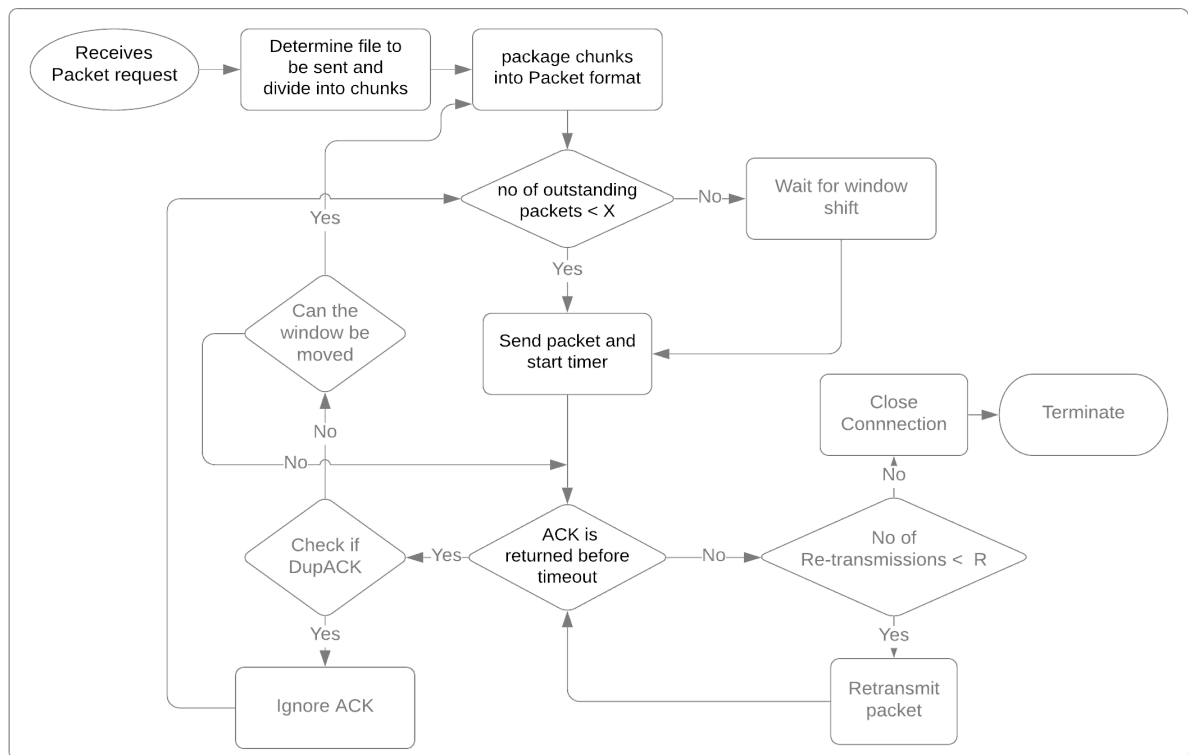 Receives
Packet request
Determine file to
be sent and
divide into chunks
package chunks
into Packet format
no of outstanding
packets < X
No
Wait for window
shift
Yes
Yes
Can the
window be
moved
Send packet and
start timer
Close
Connnection
Terminate
No
No
No
Check if
DupACK
Yes
ACK is
returned before
timeout
No
No of
Re-transmissions <  R
Yes
Yes
Ignore ACK
Retransmit
packet